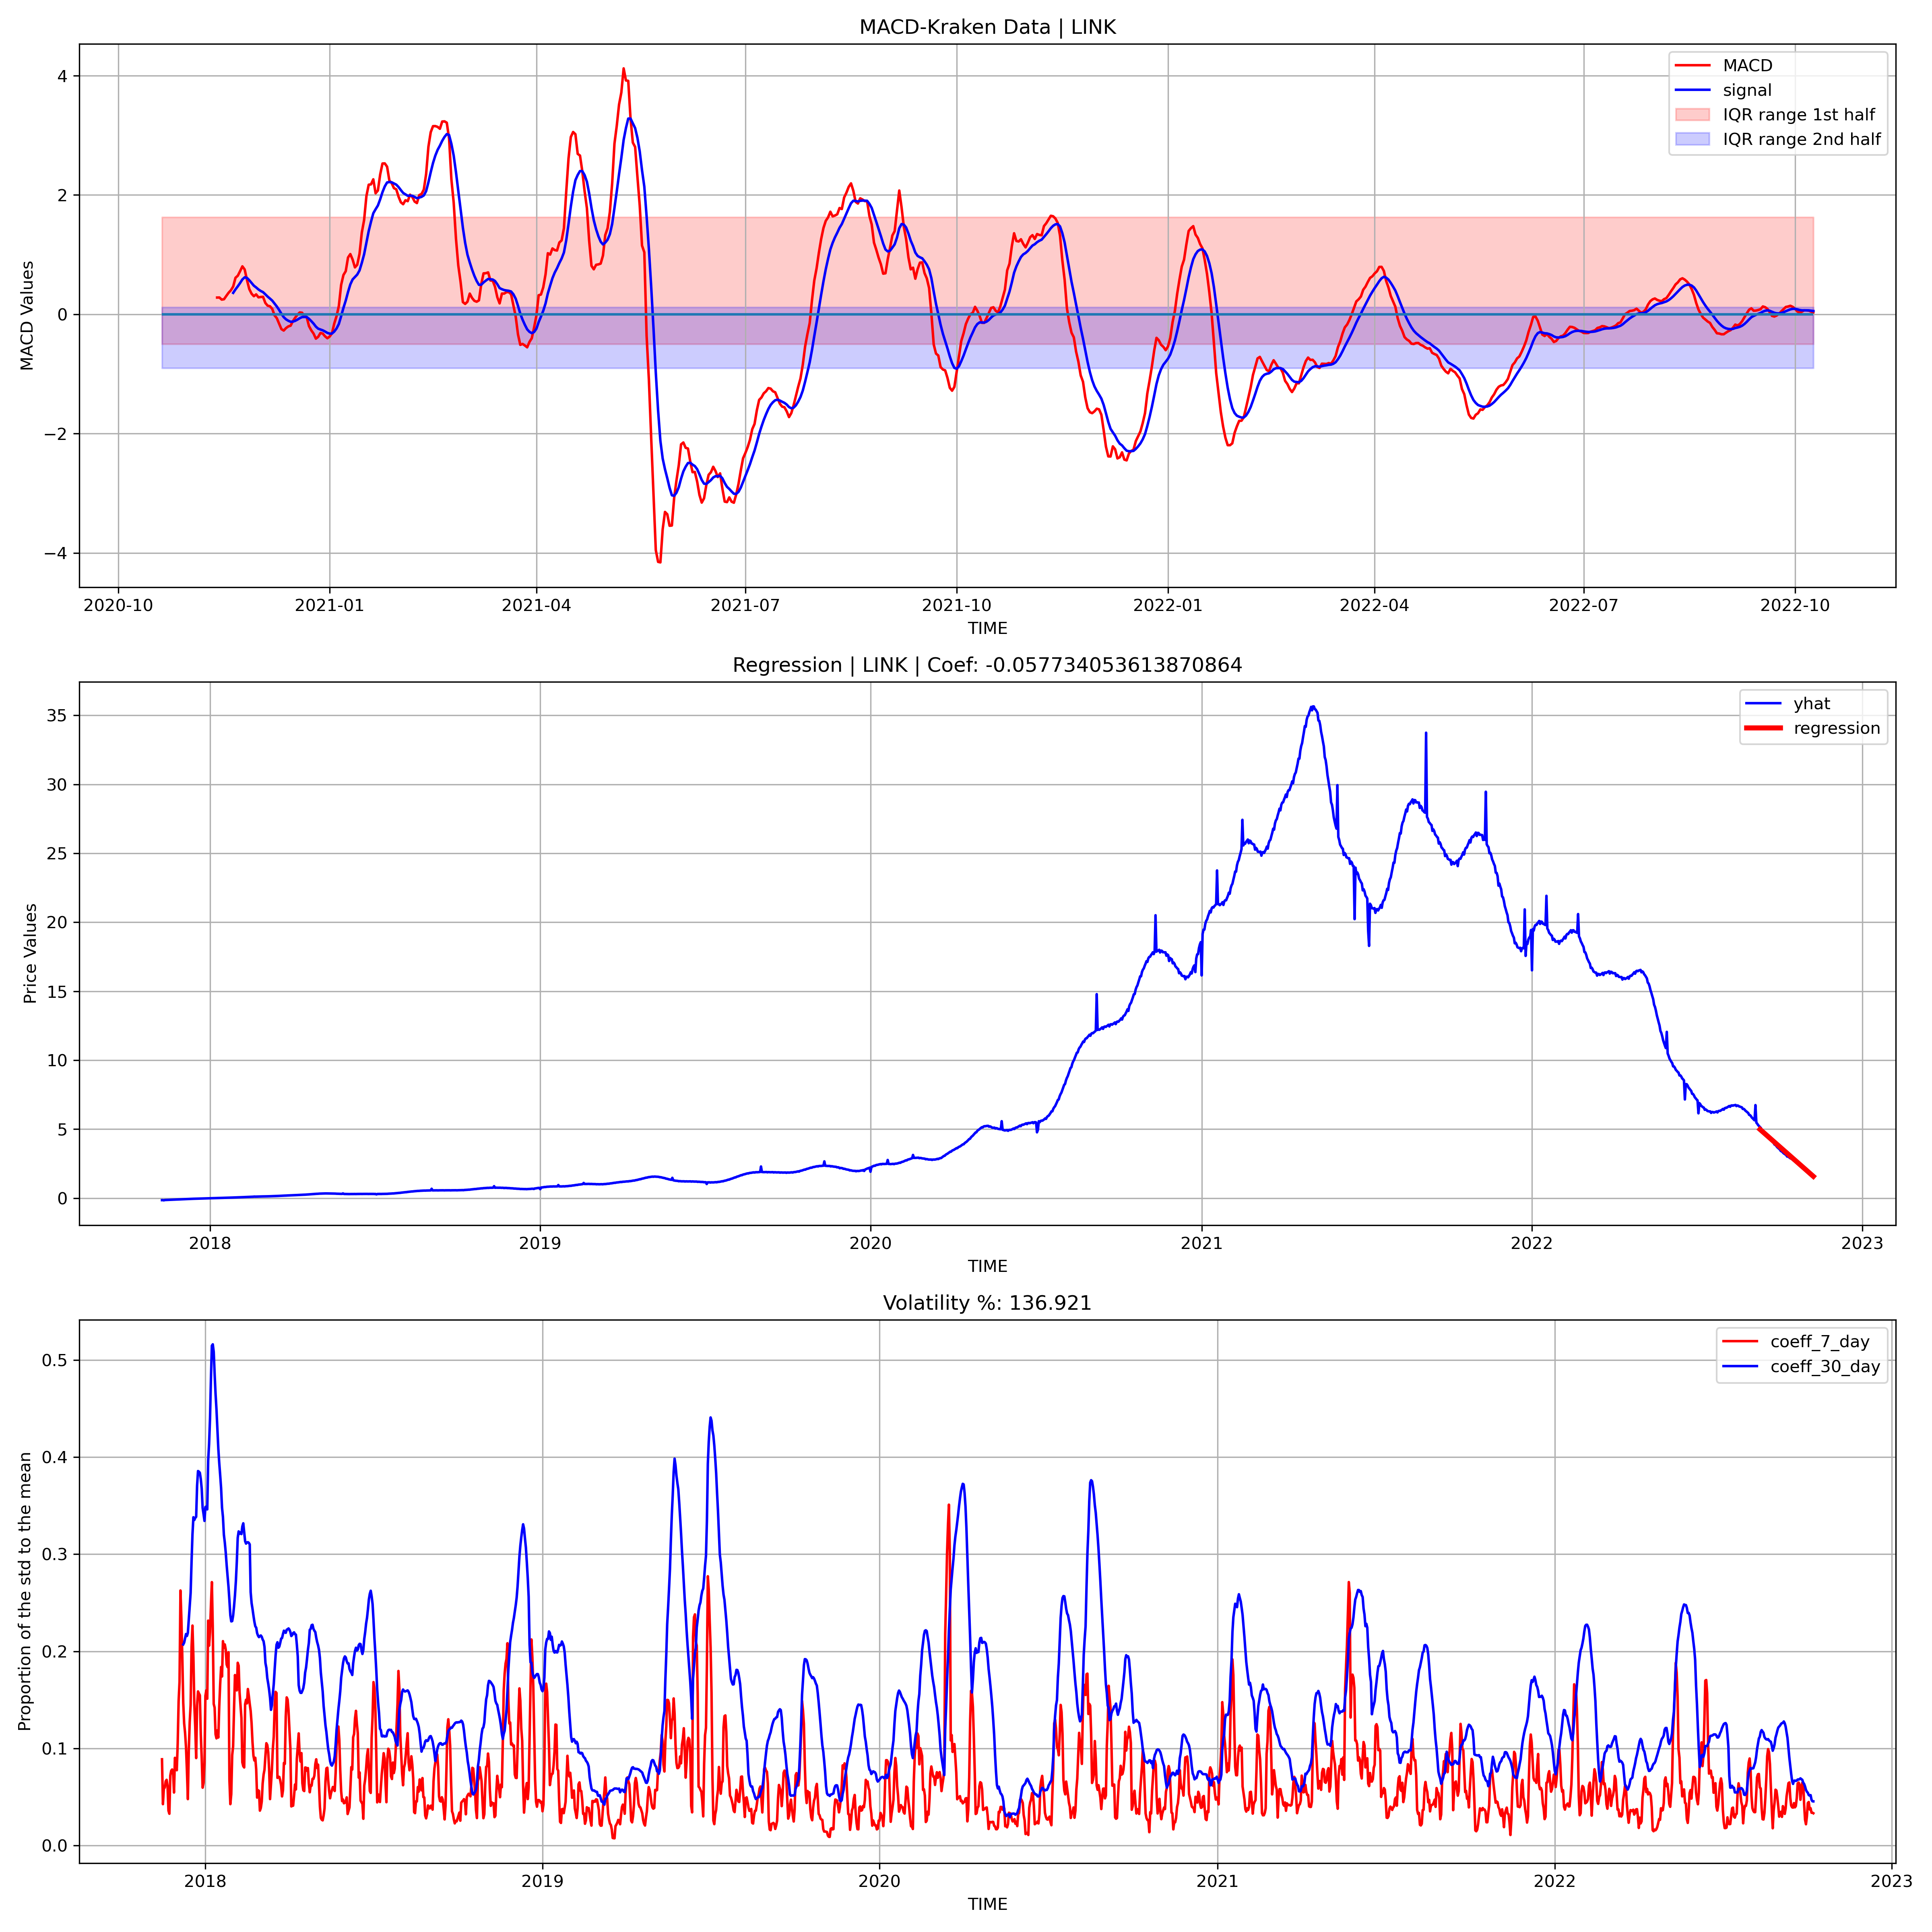 MACD-Kraken Data | LINK
MACD
signal
IQR range 1st half
IQR range 2nd half
MACD Values
4
2
0
−2
−4
2020-10 2021-01 2021-04 2021-07 2021-10 2022-01 2022-04 2022-07 2022-10
TIME
Regression | LINK | Coef: -0.057734053613870864
yhat
regression
Price Values
35
30
25
20
15
10
5
0
2018 2019 2020 2021 2022 2023
TIME
Volatility %: 136.921
coeff_7_day
coeff_30_day
Proportion of the std to the mean
0.5
0.4
0.3
0.2
0.1
0.0
2018 2019 2020 2021 2022 2023
TIME